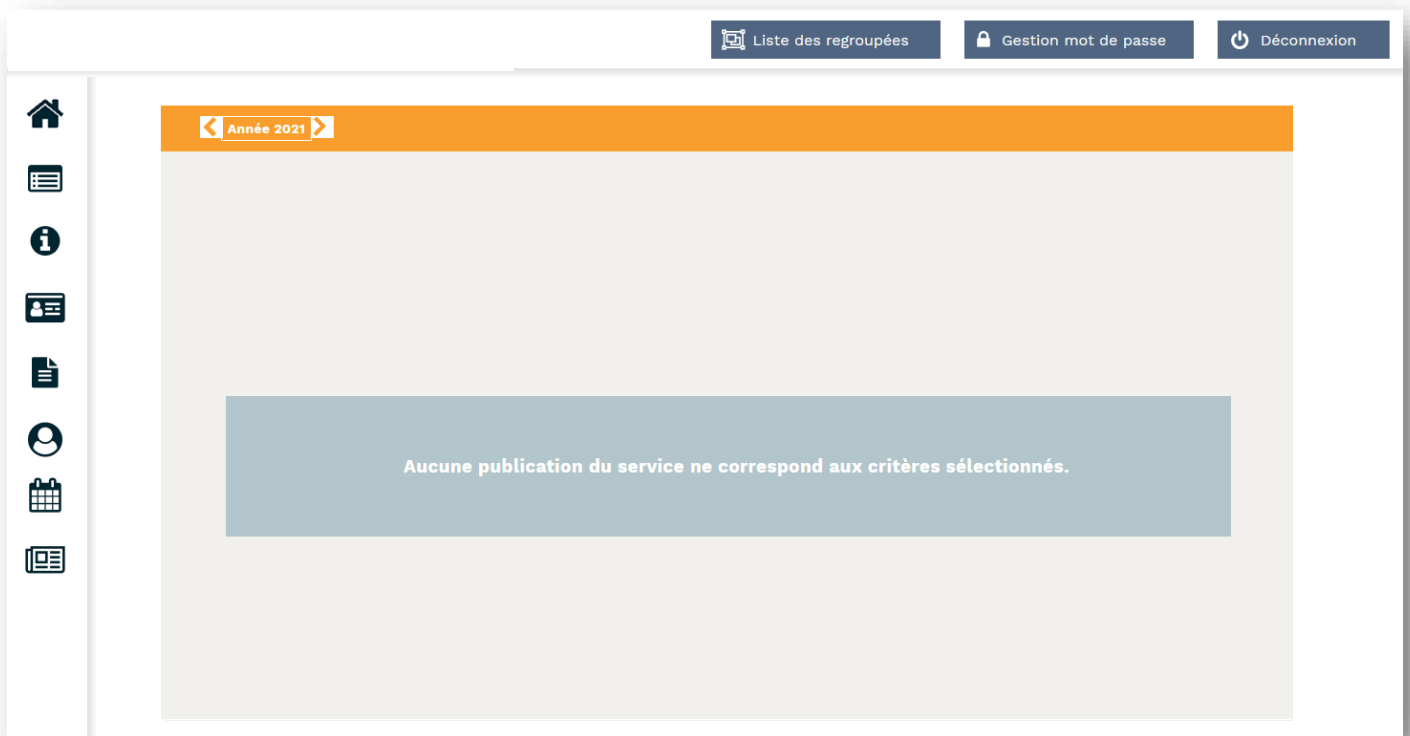 Liste des regroupées
Gestion mot de passe
Déconnexion
Année 2021
Aucune publication du service ne correspond aux critères sélectionnés.